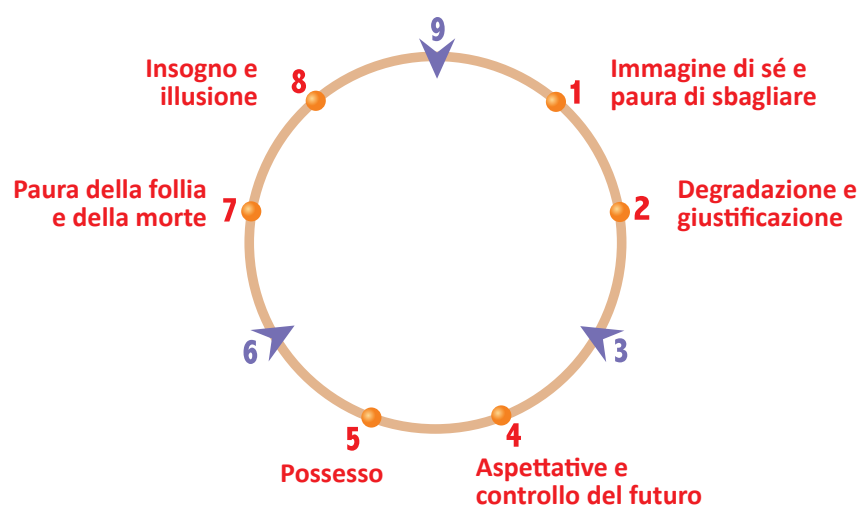 9
Insogno e
illusione
8
1
Immagine di sé e
paura di sbagliare
Paura della follia
e della morte
7
2
Degradazione e
giustificazione
6
3
5
Possesso
4
Aspettative e
controllo del futuro